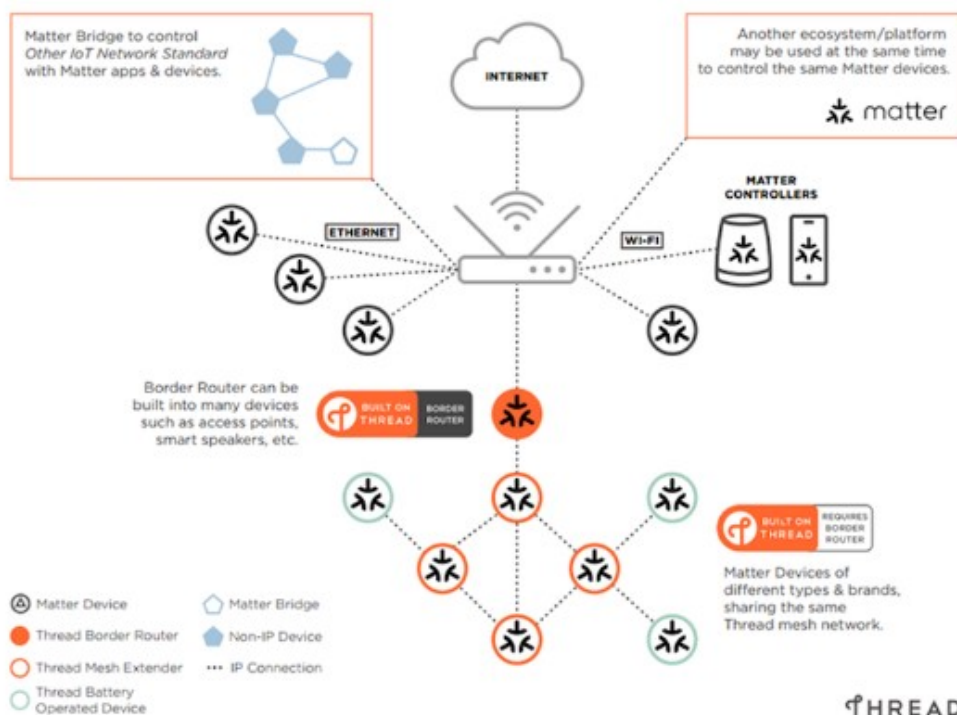 Matter Bridge to control
Other IoT Network Standard
with Matter apps & devices.
INTERNET
Another ecosystem/platform
may be used at the same time
to control the same Matter devices.
matter
MATTER
CONTROLLERS
ETHERNET
WI-FI
Border Router can be
built into many devices
such as access points,
smart speakers, etc.
BUILT ON
THREAD
BORDER
ROUTER
BUILT ON
THREAD
REQUIRES
BORDER
ROUTER
Matter Devices of
different types & brands,
sharing the same
Thread mesh network.
Matter Device
Matter Bridge
Thread Border Router
Non-IP Device
Thread Mesh Extender
IP Connection
Thread Battery
Operated Device
THREAD